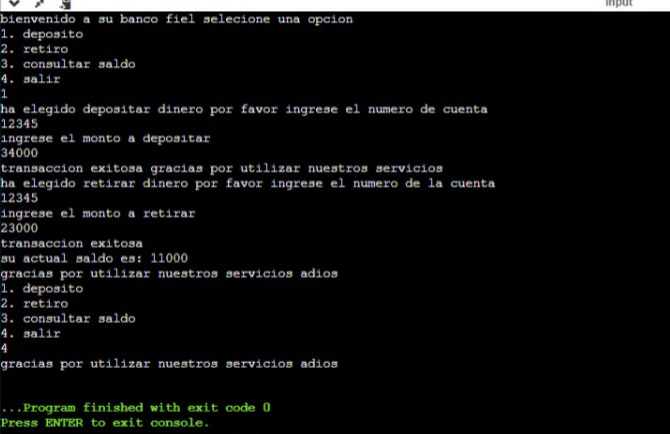 input
bienvenido a su banco fiel selecione una opcion
1. deposito
2. retiro
3. consultar saldo
4. salir
1
ha elegido depositar dinero por favor ingrese el numero de cuenta
12345
ingrese el monto a depositar
34000
transaccion exitosa gracias por utilizar nuestros servicios
ha elegido retirar dinero por favor ingrese el numero de la cuenta
12345
ingrese el monto a retirar
23000
transaccion exitosa
su actual saldo es: 11000
gracias por utilizar nuestros servicios adios
1. deposito
2. retiro
3. consultar saldo
4. salir
4
gracias por utilizar nuestros servicios adios
...Program finished with exit code 0
Press ENTER to exit console.